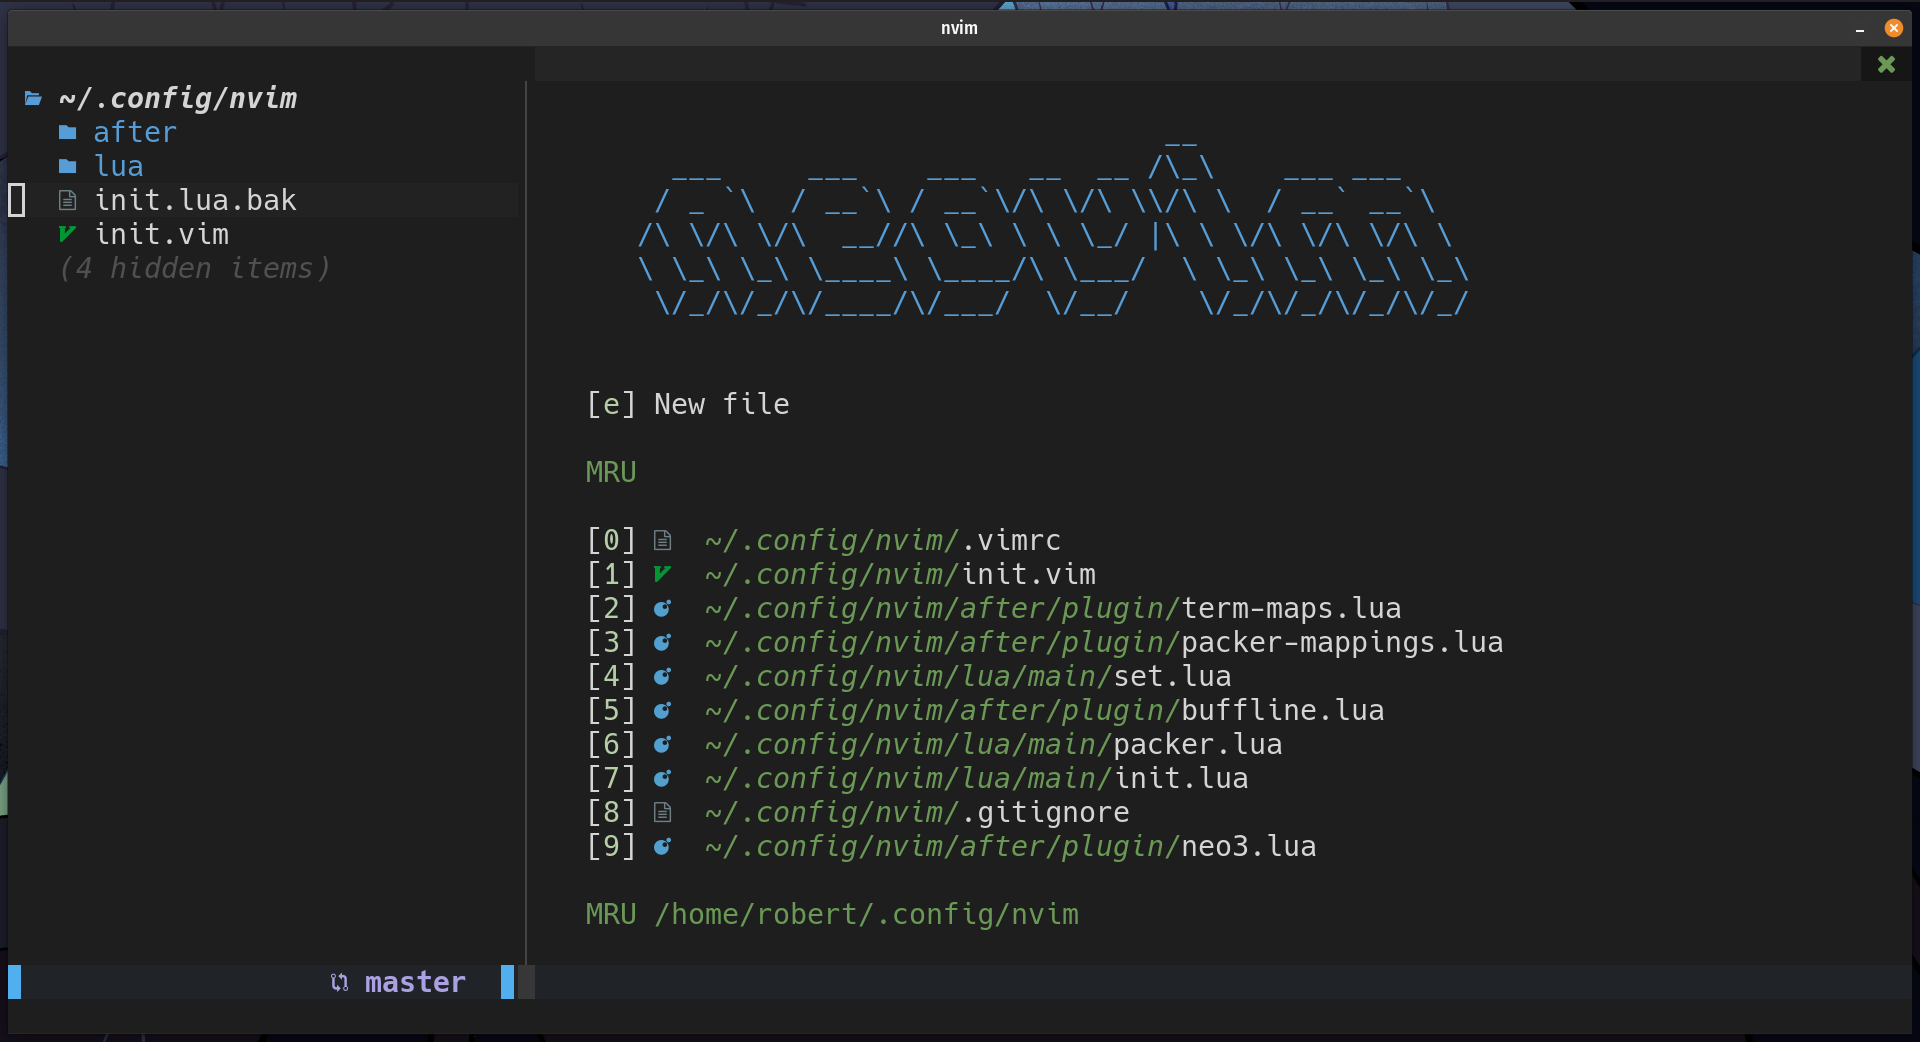 nvim
~/.config/nvim
after
lua
init.lua.bak
init.vim
(4 hidden items)
neovim
[e] New file
MRU
[0] ~/.config/nvim/.vimrc
[1] ~/.config/nvim/init.vim
[2] ~/.config/nvim/after/plugin/term-maps.lua
[3] ~/.config/nvim/after/plugin/packer-mappings.lua
[4] ~/.config/nvim/lua/main/set.lua
[5] ~/.config/nvim/after/plugin/buffline.lua
[6] ~/.config/nvim/lua/main/packer.lua
[7] ~/.config/nvim/lua/main/init.lua
[8] ~/.config/nvim/.gitignore
[9] ~/.config/nvim/after/plugin/neo3.lua
MRU /home/robert/.config/nvim
master